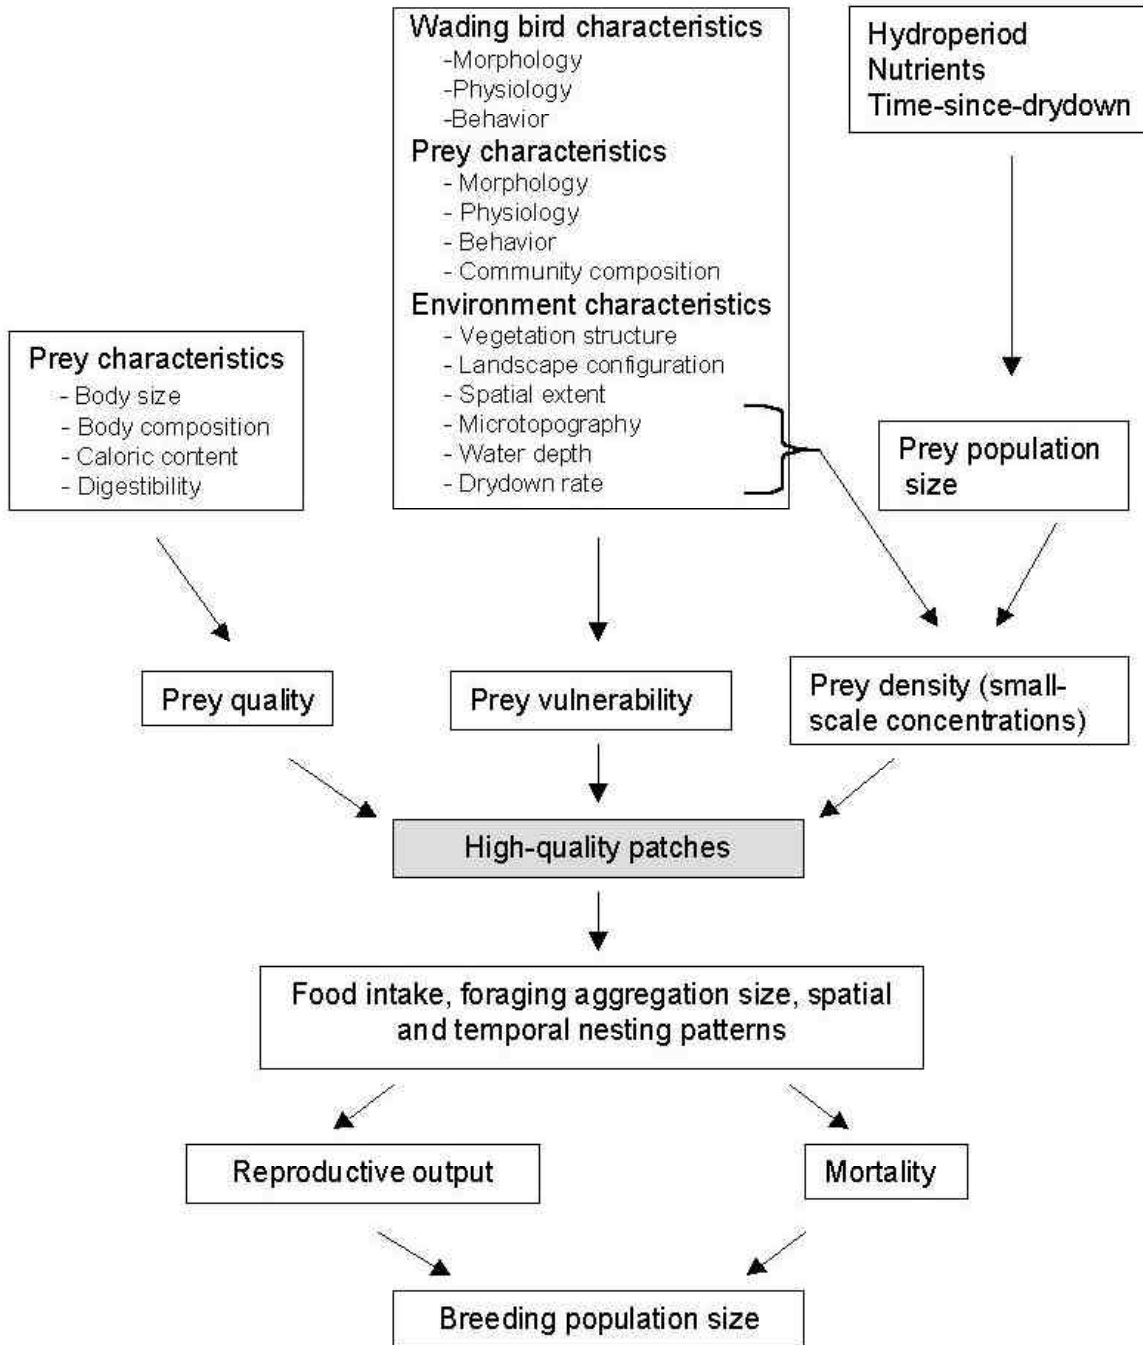 Wading bird characteristics
-Morphology
-Physiology
-Behavior
Prey characteristics
- Morphology
- Physiology
- Behavior
- Community composition
Environment characteristics
- Vegetation structure
- Landscape configuration
- Spatial extent
- Microtopography
- Water depth
- Drydown rate
Hydroperiod
Nutrients
Time-since-drydown
Prey characteristics
- Body size
- Body composition
- Caloric content
- Digestibility
Prey population
size
Prey quality
Prey vulnerability
Prey density (small-
scale concentrations)
High-quality patches
Food intake, foraging aggregation size, spatial
and temporal nesting patterns
Reproductive output
Mortality
Breeding population size